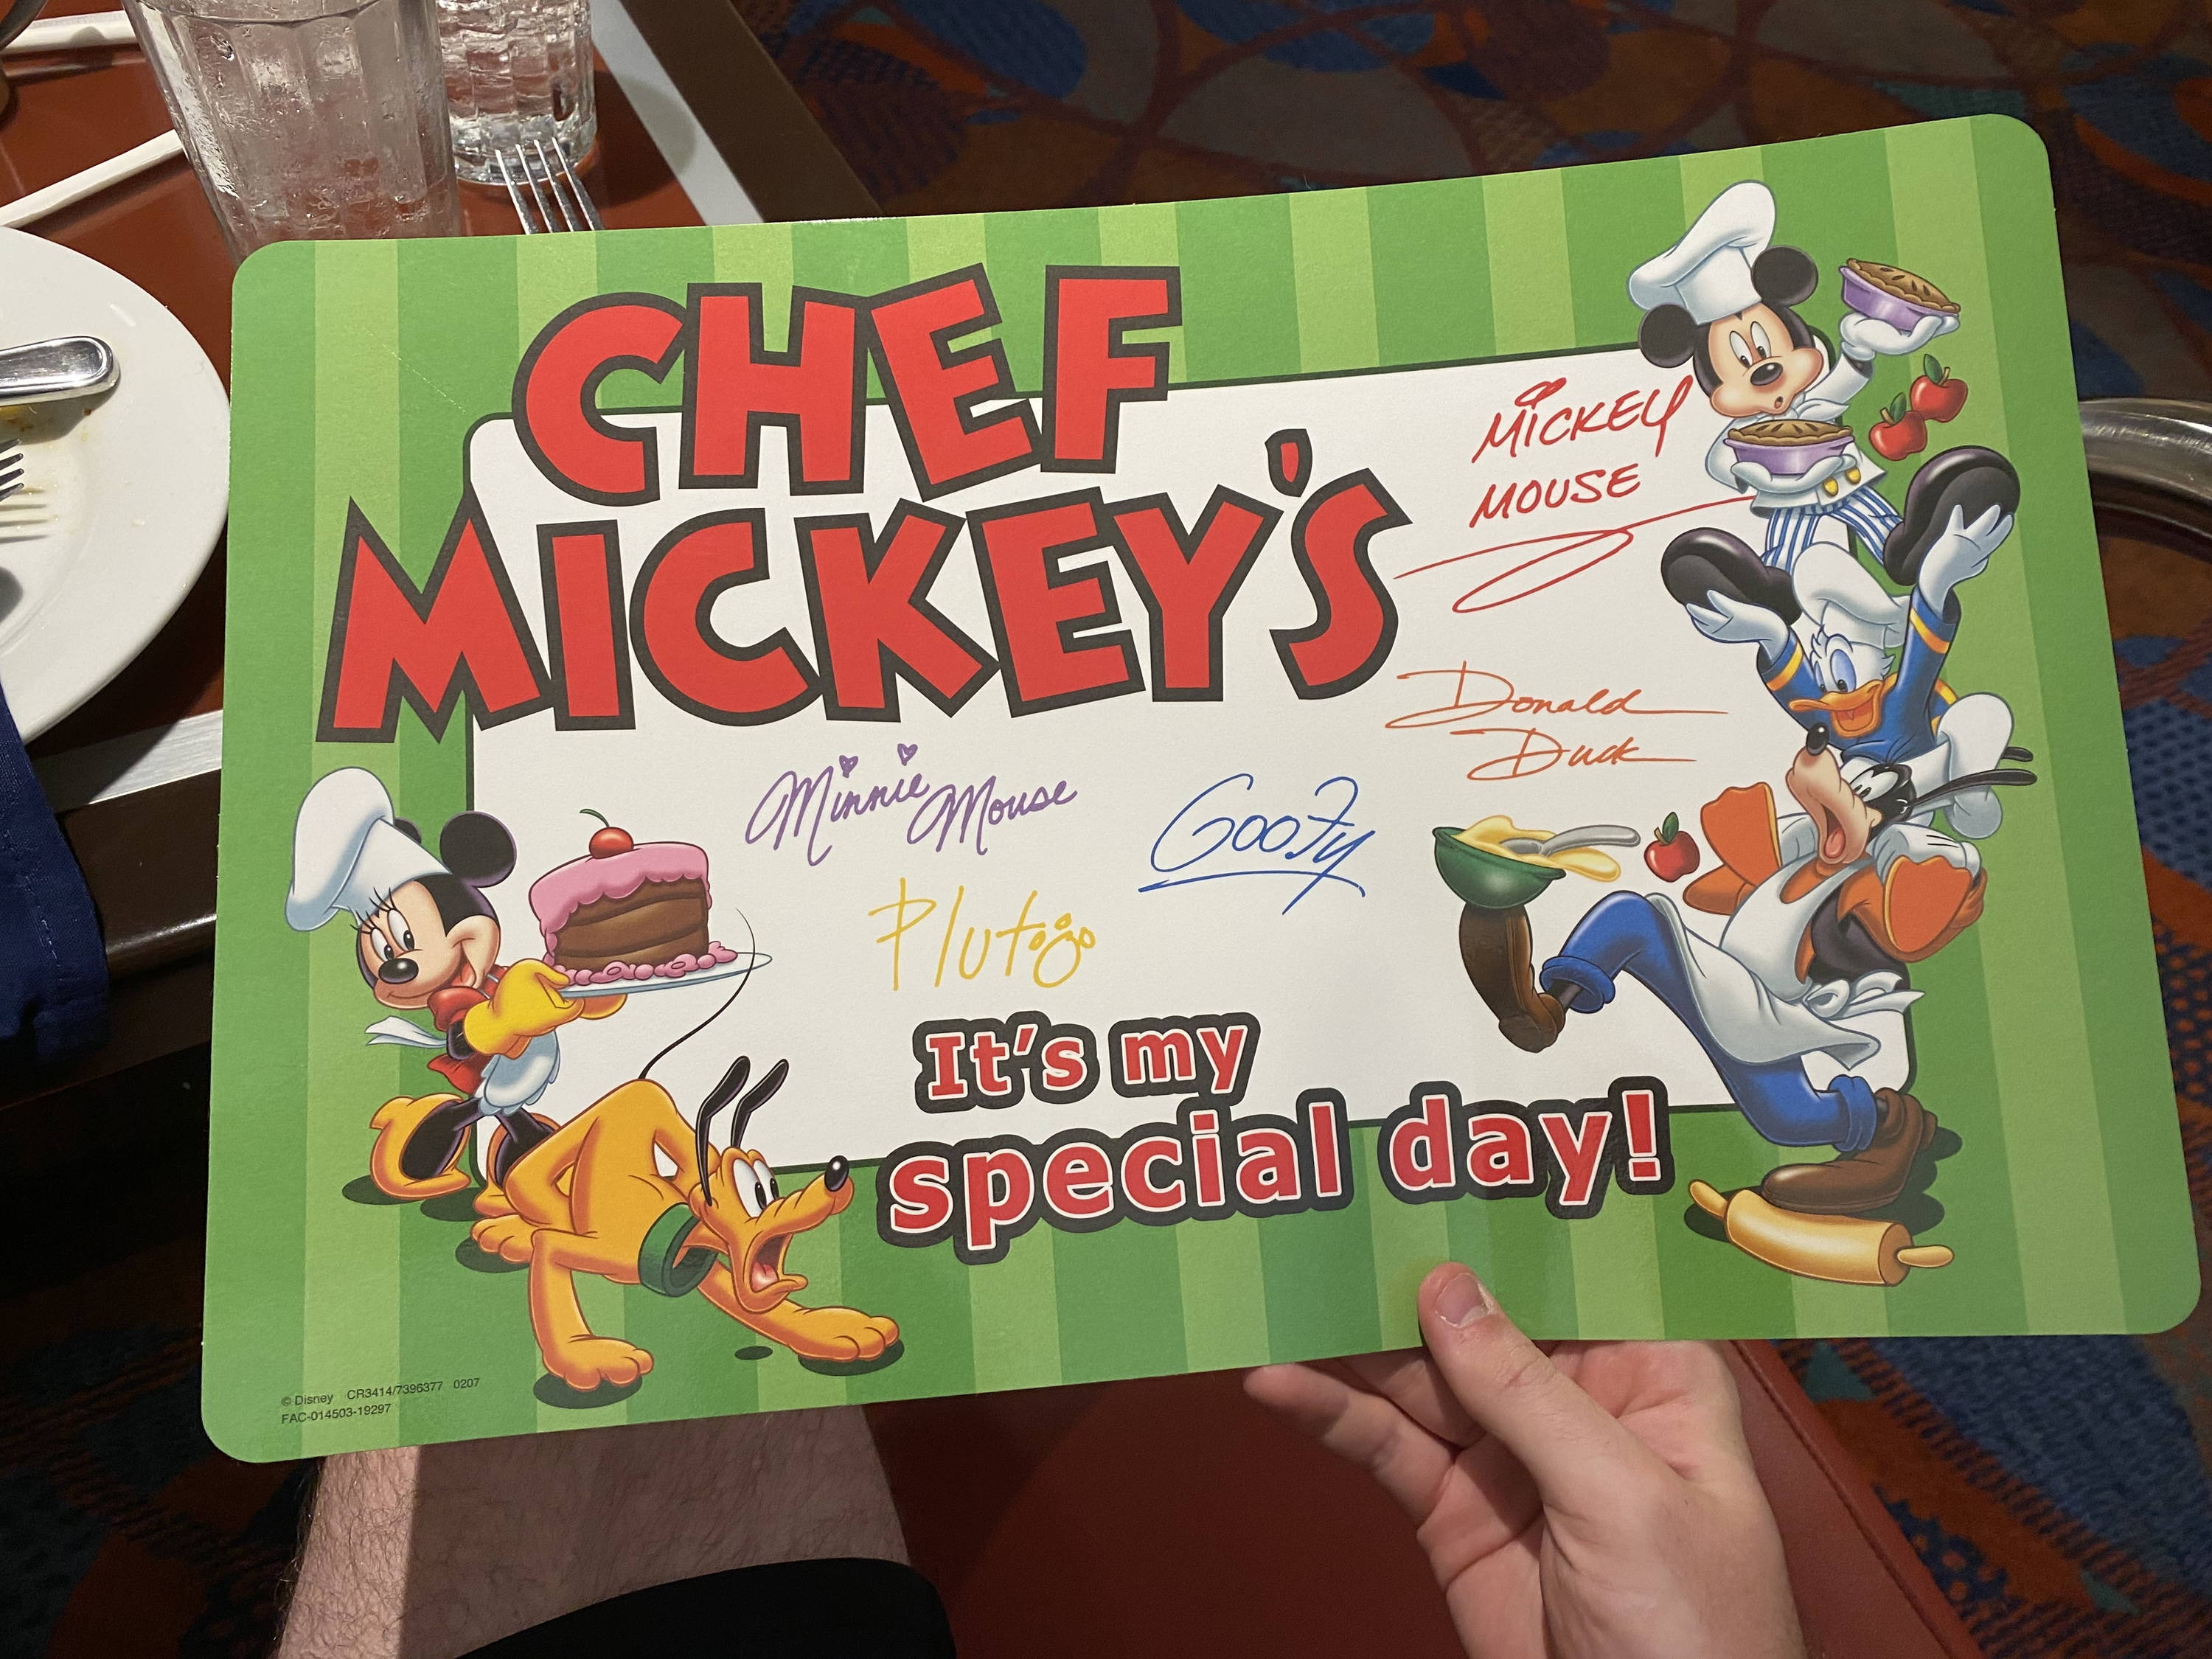 CHEF
MICKEY'S
MICKEY
MOUSE
Donald
Duck
Minnie Mouse
Goofy
Pluto
It's my
special day!
© Disney CR3414/7396377 0207
FAC-014503-19297